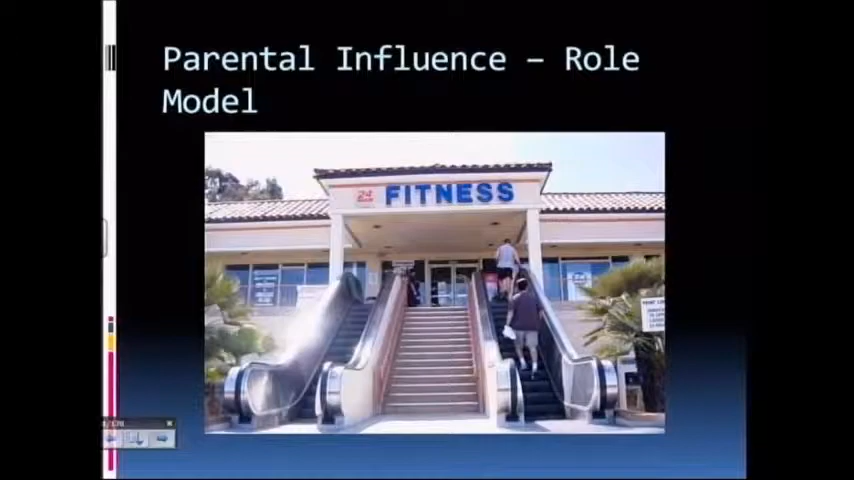 Parental Influence – Role
Model
24
FITNESS